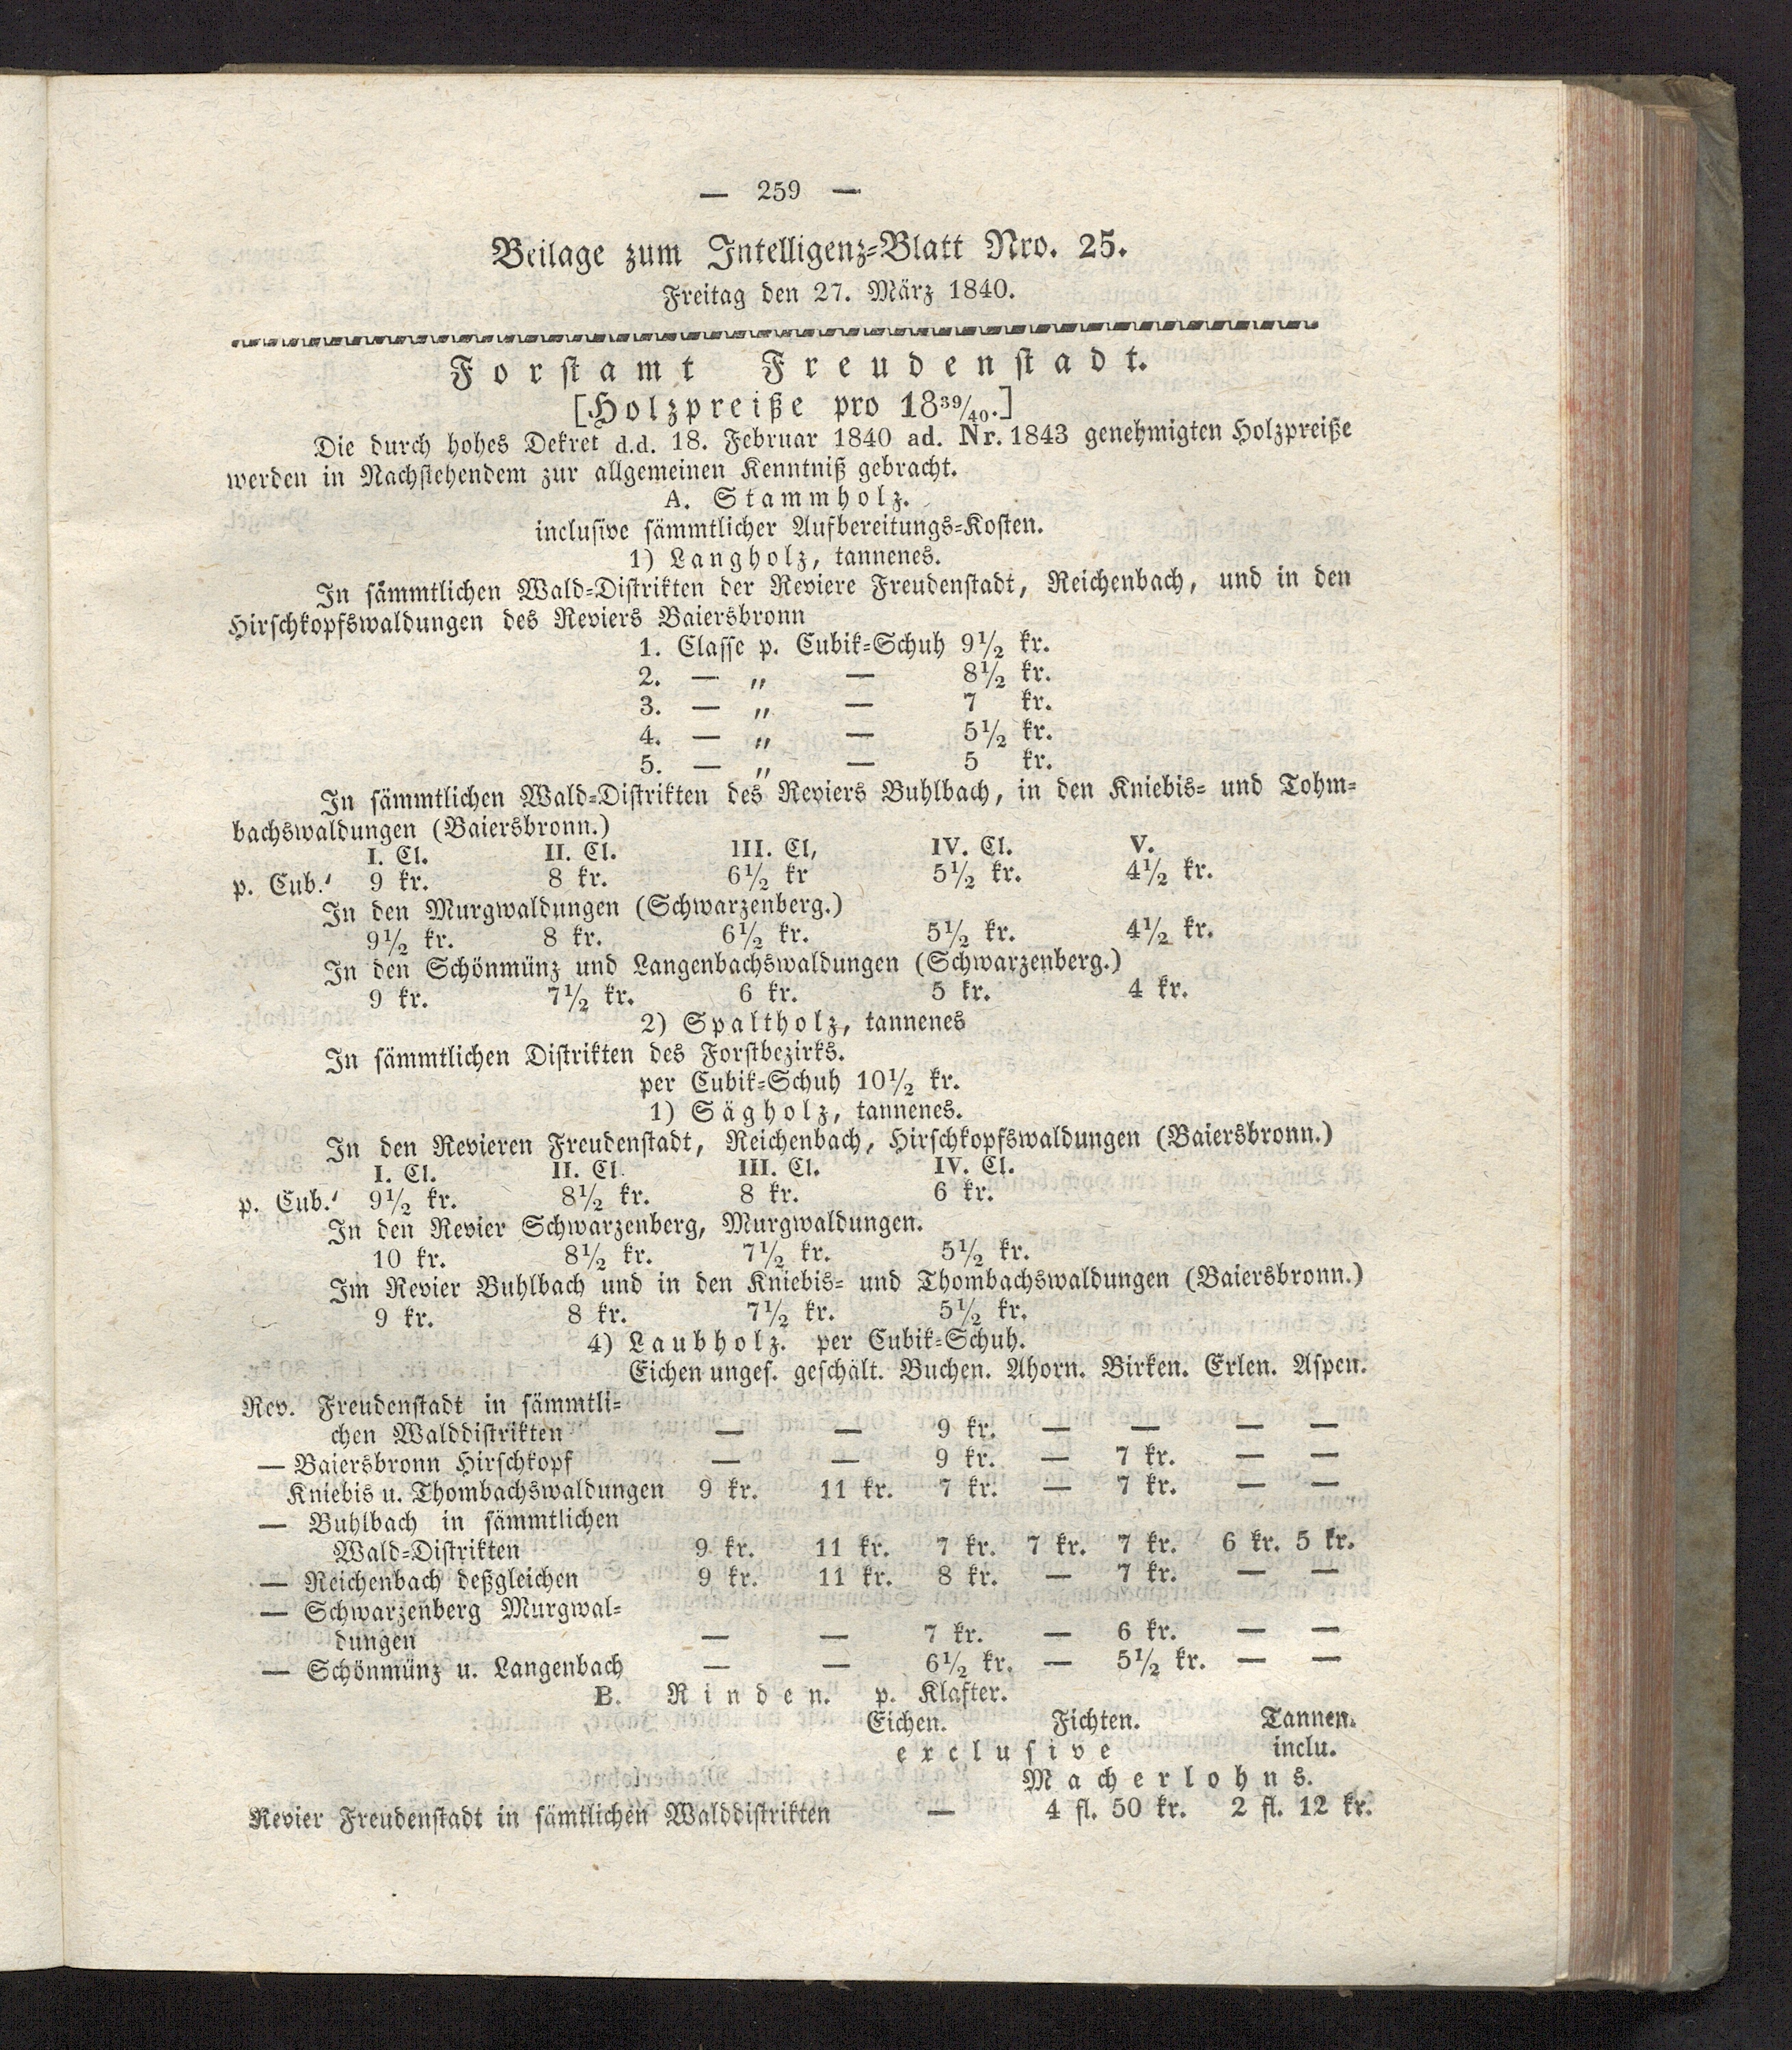 — 259 —
Beilage zum Intelligenz-Blatt Nro. 25.
Freitag den 27. März 1840.
Forstamt Freudenstadt.
[Holzpreiße pro 18³⁹/₄₀.]
Die durch hohes Dekret d.d. 18. Februar 1840 ad. Nr. 1843 genehmigten Holzpreiße
werden in Nachstehendem zur allgemeinen Kenntniß gebracht.
A. Stammholz.
inclusive sämmtlicher Aufbereitungs-Kosten.
1) Langholz, tannenes.
In sämmtlichen Wald-Distrikten der Reviere Freudenstadt, Reichenbach, und in den
Hirschkopfswaldungen des Reviers Baiersbronn
1. Classe p. Cubik-Schuh 9½ kr.
2. — „ — 8½ kr.
3. — „ — 7 kr.
4. — „ — 5½ kr.
5. — „ — 5 kr.
In sämmtlichen Wald-Distrikten des Reviers Buhlbach, in den Kniebis- und Tohm-
bachswaldungen (Baiersbronn.)
I. Cl. II. Cl. III. Cl, IV. Cl. V.
p. Cub.' 9 kr. 8 kr. 6½ kr 5½ kr. 4½ kr.
In den Murgwaldungen (Schwarzenberg.)
9½ kr. 8 kr. 6½ kr. 5½ kr. 4½ kr.
In den Schönmünz und Langenbachswaldungen (Schwarzenberg.)
9 kr. 7½ kr. 6 kr. 5 kr. 4 kr.
2) Spaltholz, tannenes
In sämmtlichen Distrikten des Forstbezirks.
per Cubik-Schuh 10½ kr.
1) Sägholz, tannenes.
In den Revieren Freudenstadt, Reichenbach, Hirschkopfswaldungen (Baiersbronn.)
I. Cl. II. Cl. III. Cl. IV. Cl.
p. Cub.' 9½ kr. 8½ kr. 8 kr. 6 kr.
In den Revier Schwarzenberg, Murgwaldungen.
10 kr. 8½ kr. 7½ kr. 5½ kr.
Im Revier Buhlbach und in den Kniebis- und Thombachswaldungen (Baiersbronn.)
9 kr. 8 kr. 7½ kr. 5½ kr.
4) Laubholz. per Cubik-Schuh.
Eichen unges. geschält. Buchen. Ahorn. Birken. Erlen. Aspen.
Rev. Freudenstadt in sämmtli-
chen Walddistrikten — — 9 kr. — — — —
— Baiersbronn Hirschkopf — — 9 kr. — 7 kr. — —
Kniebis u. Thombachswaldungen 9 kr. 11 kr. 7 kr. — 7 kr. — —
— Buhlbach in sämmtlichen
Wald-Distrikten 9 kr. 11 kr. 7 kr. 7 kr. 7 kr. 6 kr. 5 kr.
— Reichenbach deßgleichen 9 kr. 11 kr. 8 kr. — 7 kr. — —
— Schwarzenberg Murgwal-
dungen — — 7 kr. — 6 kr. — —
— Schönmünz u. Langenbach — — 6½ kr. — 5½ kr. — —
B. Rinden. p. Klafter.
Eichen. Fichten. Tannen.
exclusive inclu.
Macherlohns.
Revier Freudenstadt in sämtlichen Walddistrikten — 4 fl. 50 kr. 2 fl. 12 kr.